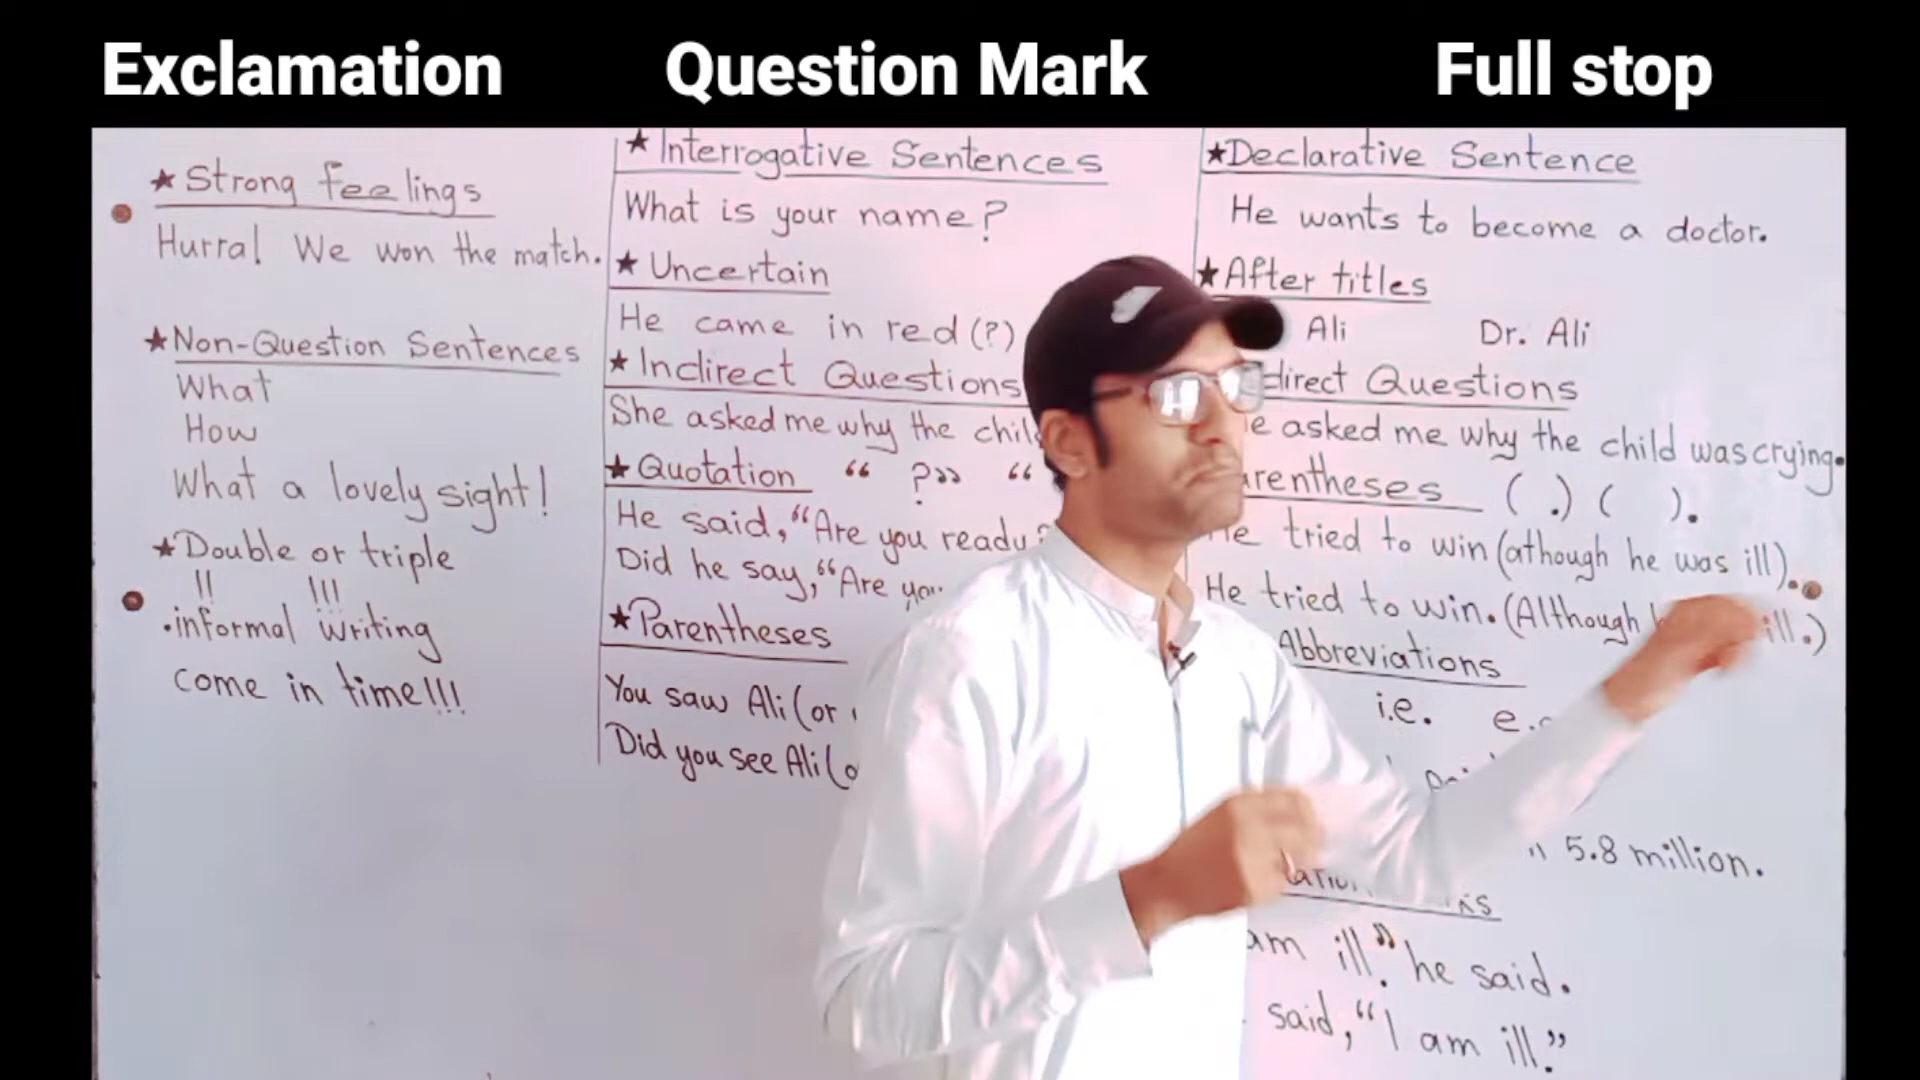 Exclamation
Question Mark
Full stop
★ Strong feelings
Hurra! We won the match.
★ Non-Question Sentences
What
How
What a lovely sight!
★ Double or triple
!! !!!
.informal writing
come in time!!!
★ Interrogative Sentences
What is your name?
★ Uncertain
He came in red (?)
★ Indirect Questions
She asked me why the
★ Quotation “ ?” “
He said, “Are you ready?
Did he say, “Are
★ Parentheses
You saw Ali (or
Did you see Ali (
★ Declarative Sentence
He wants to become a doctor.
★ After titles
Ali Dr. Ali
Questions
asked me why the child was crying.
(.) ( ).
tried to win (athough he was ill).
He tried to win. (Although ill.)
Abbreviations
i.e.
5.8 million.
am ill.” he said.
said, “I am ill.”